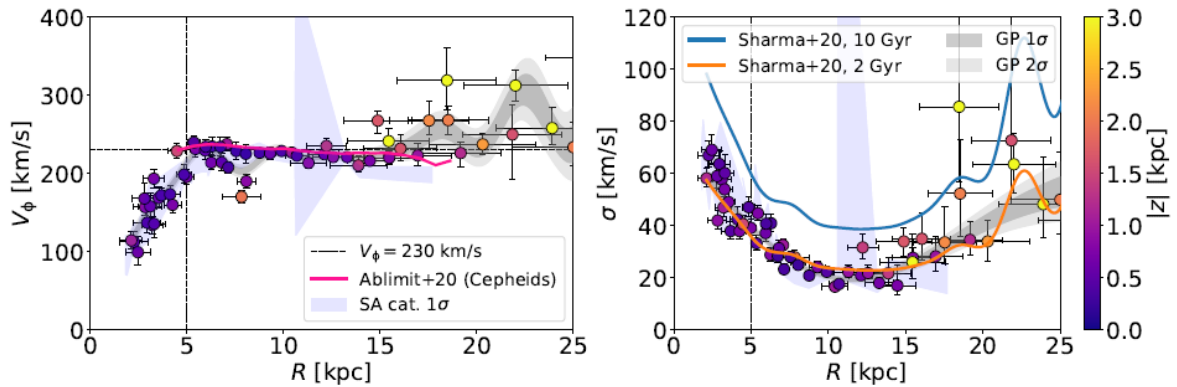 400
300
200
100
0
V_ϕ [km/s]
V_ϕ = 230 km/s
Ablimit+20 (Cepheids)
SA cat. 1σ
0 5 10 15 20 25
R [kpc]
120
100
80
60
40
20
0
σ [km/s]
Sharma+20, 10 Gyr
Sharma+20, 2 Gyr
GP 1σ
GP 2σ
0 5 10 15 20 25
R [kpc]
3.0
2.5
2.0
1.5
1.0
0.5
0.0
|z| [kpc]